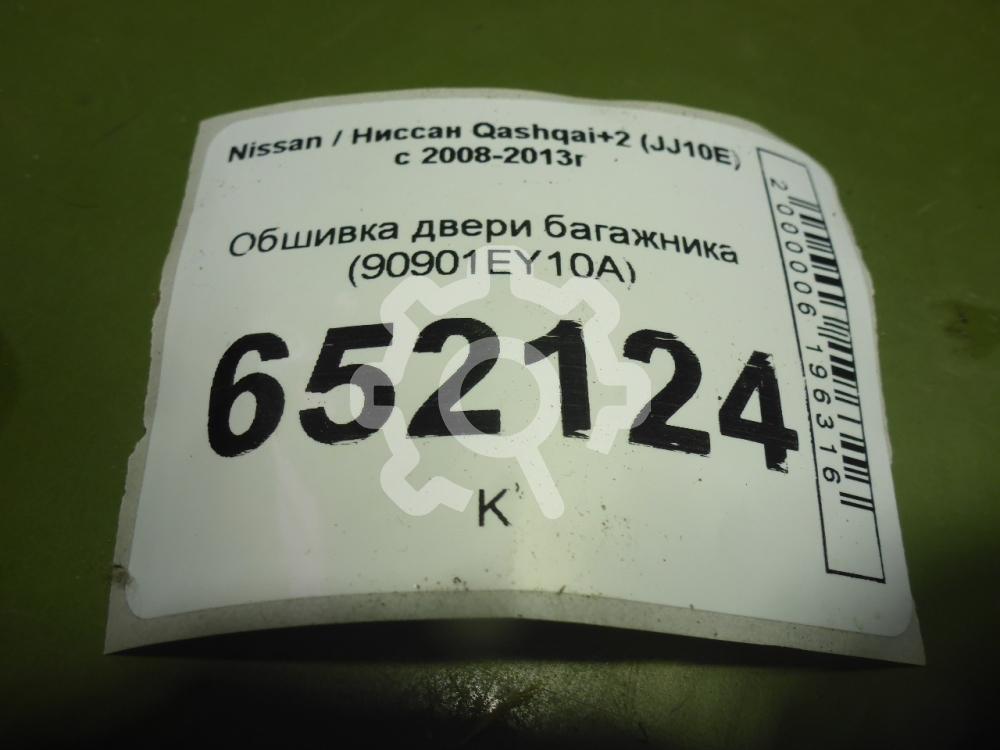 Nissan / Ниссан Qashqai+2 (JJ10E)
с 2008-2013г
Обшивка двери багажника
(90901EY10A)
652124
К
2000006196316